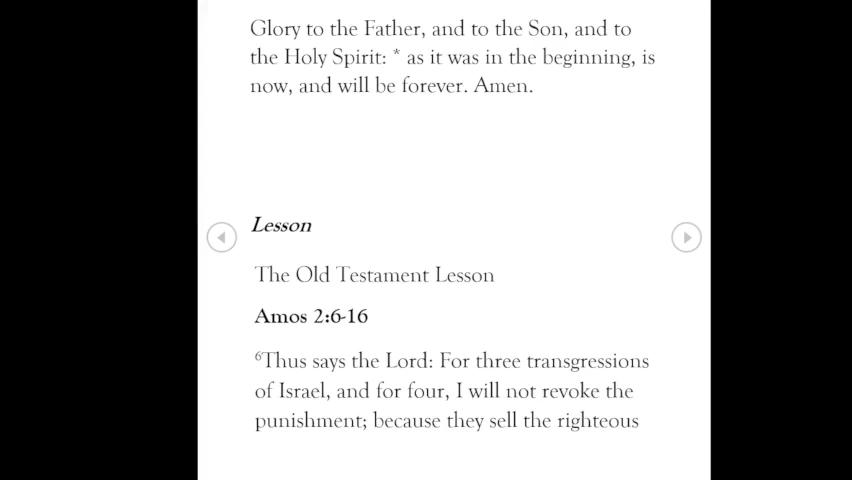 Glory to the Father, and to the Son, and to
the Holy Spirit: * as it was in the beginning, is
now, and will be forever. Amen.
Lesson
The Old Testament Lesson
Amos 2:6-16
⁶Thus says the Lord: For three transgressions
of Israel, and for four, I will not revoke the
punishment; because they sell the righteous